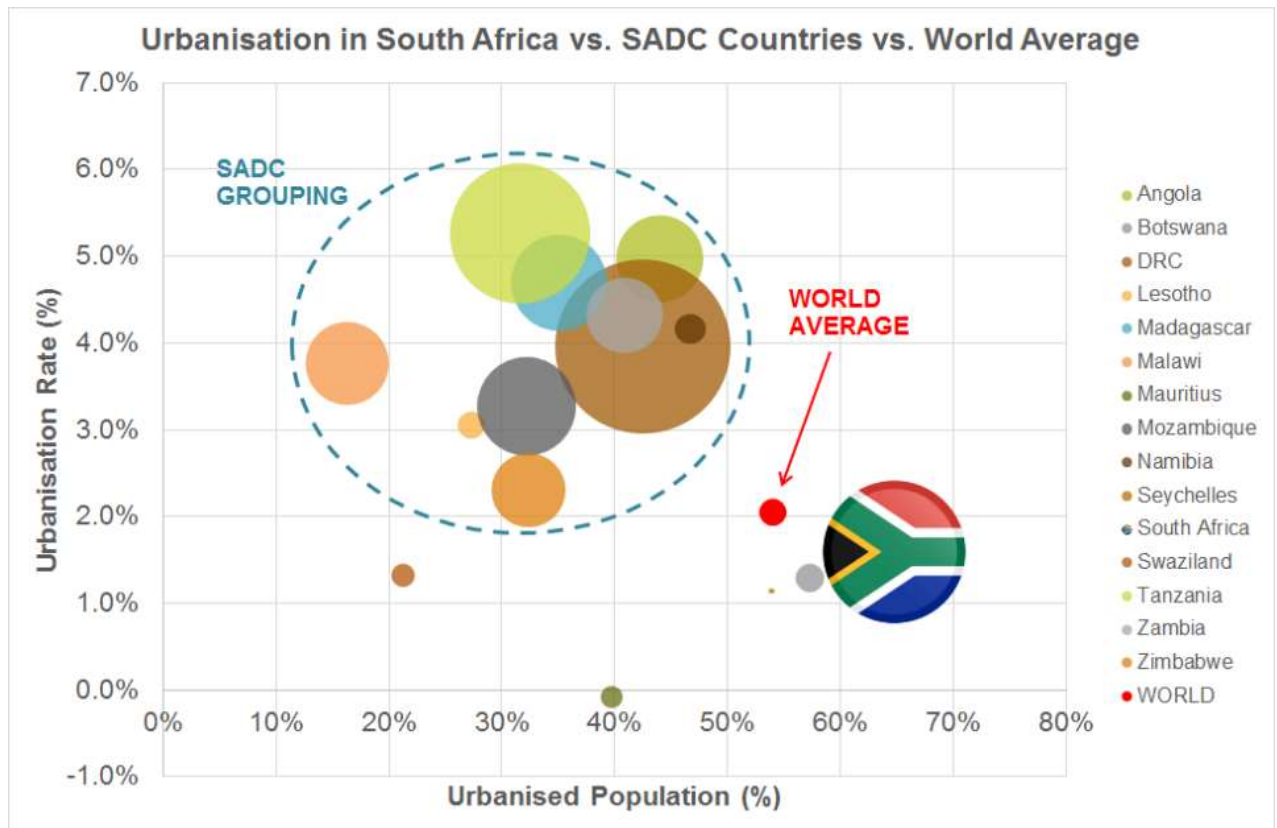 Urbanisation in South Africa vs. SADC Countries vs. World Average
7.0%
6.0%
5.0%
4.0%
3.0%
2.0%
1.0%
0.0%
-1.0%
Urbanisation Rate (%)
SADC
GROUPING
WORLD
AVERAGE
0%
10%
20%
30%
40%
50%
60%
70%
80%
Urbanised Population (%)
Angola
Botswana
DRC
Lesotho
Madagascar
Malawi
Mauritius
Mozambique
Namibia
Seychelles
South Africa
Swaziland
Tanzania
Zambia
Zimbabwe
WORLD